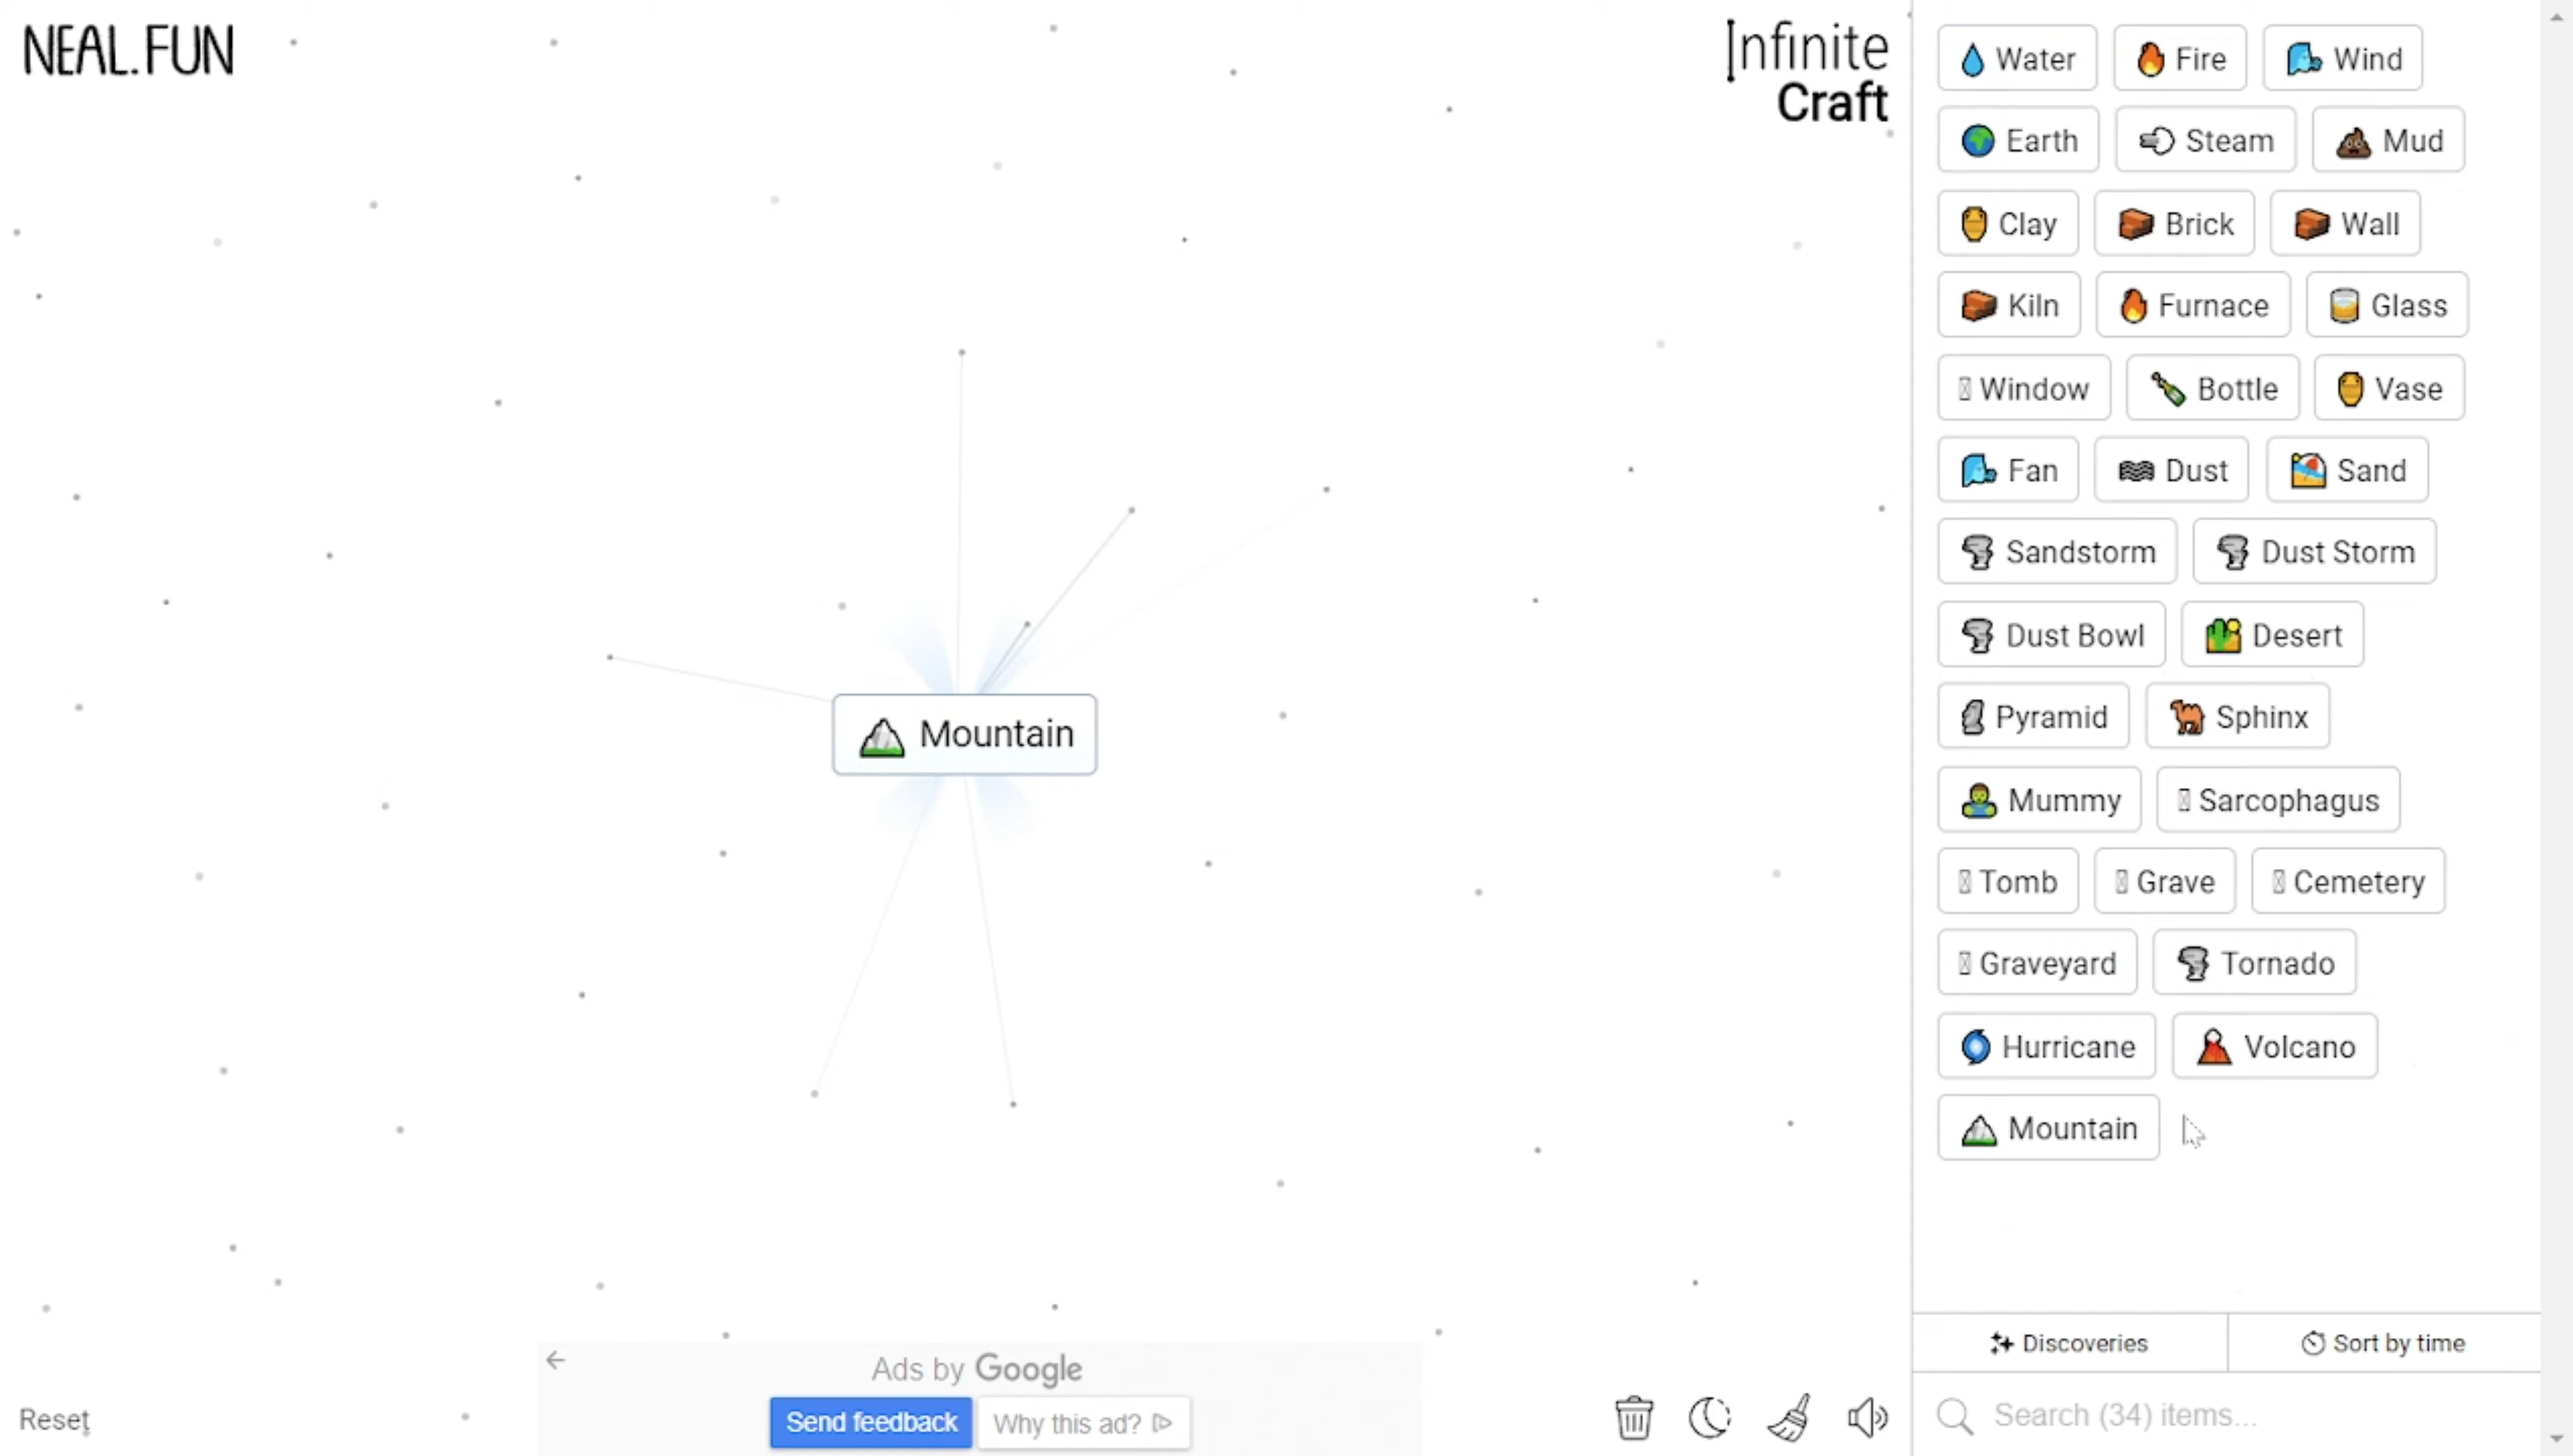 NEAL.FUN
Infinite
Craft
Water Fire Wind
Earth Steam Mud
Clay Brick Wall
Kiln Furnace Glass
Window Bottle Vase
Fan Dust Sand
Sandstorm Dust Storm
Dust Bowl Desert
Pyramid Sphinx
Mummy Sarcophagus
Tomb Grave Cemetery
Graveyard Tornado
Hurricane Volcano
Mountain
Mountain
Discoveries Sort by time
Search (34) items...
Ads by Google
Send feedback Why this ad?
Reset